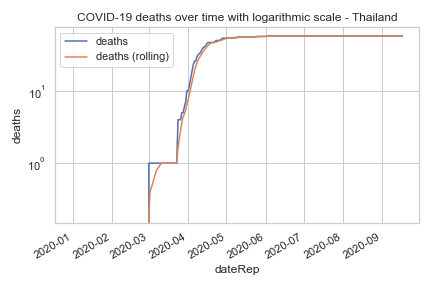 COVID-19 deaths over time with logarithmic scale - Thailand
deaths
deaths (rolling)
deaths
10¹
10⁰
2020-01
2020-02
2020-03
2020-04
2020-05
2020-06
2020-07
2020-08
2020-09
dateRep